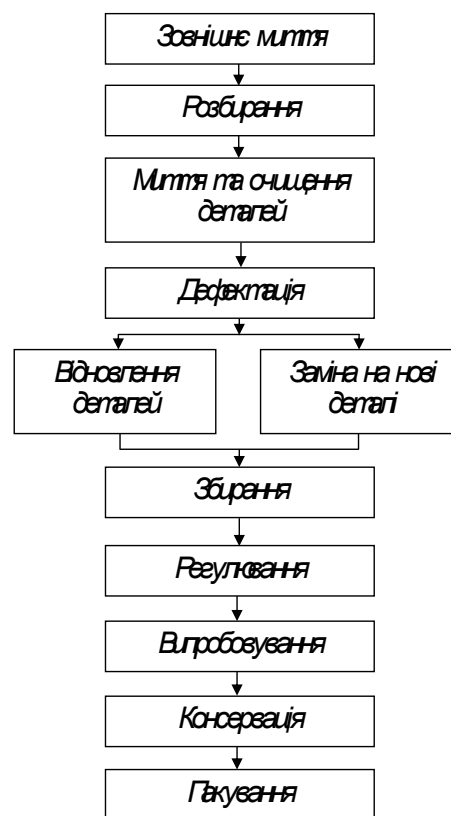 Зовнішнє миття
Розбирання
Миття та очищення
деталей
Дефектація
Відновлення
деталей
Заміна на нові
деталі
Збирання
Регулювання
Випробовування
Консервація
Пакування